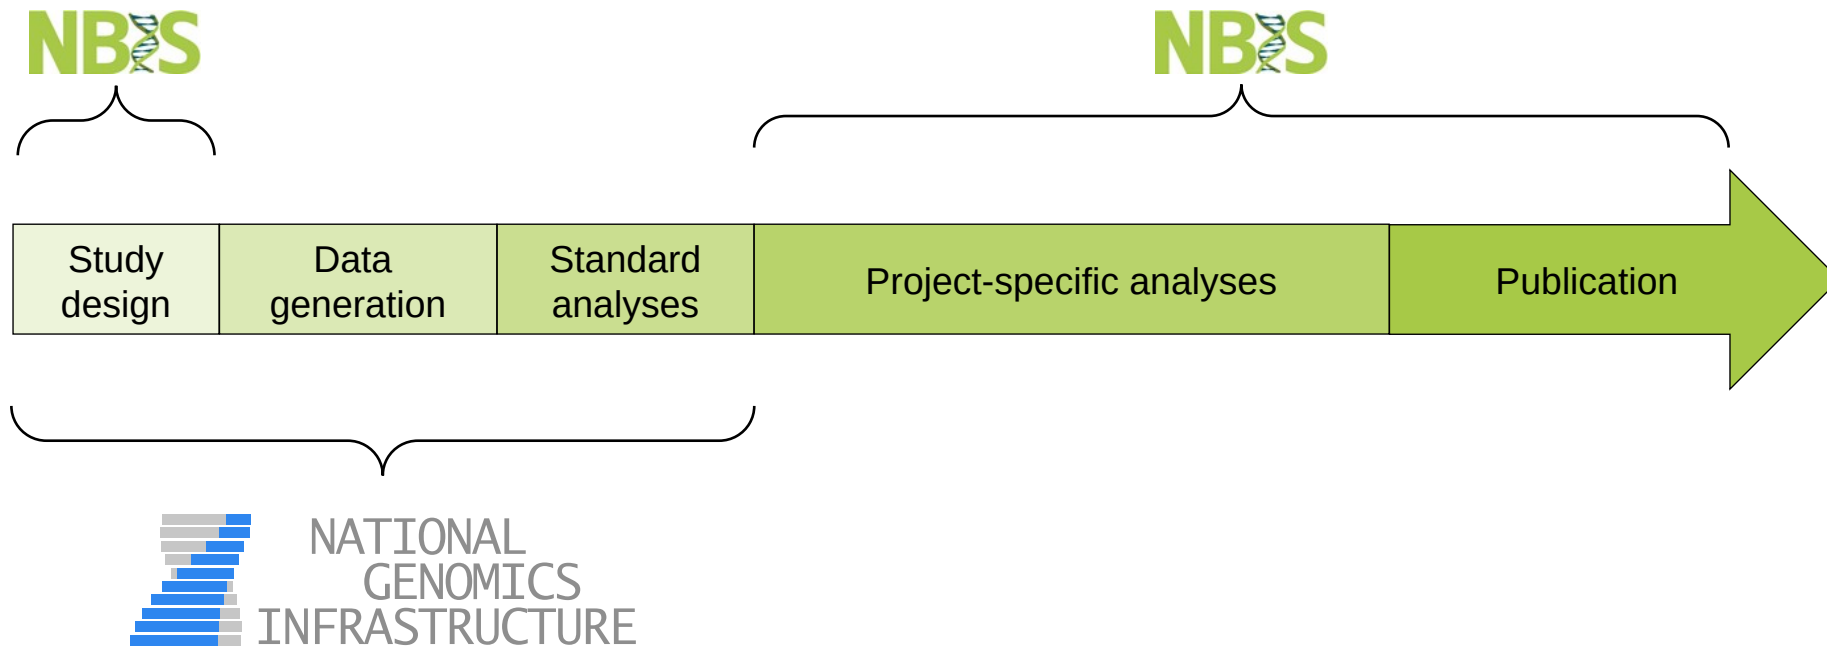 NBIS
NBIS
Study
design
Data
generation
Standard
analyses
Project-specific analyses
Publication
NATIONAL
GENOMICS
INFRASTRUCTURE